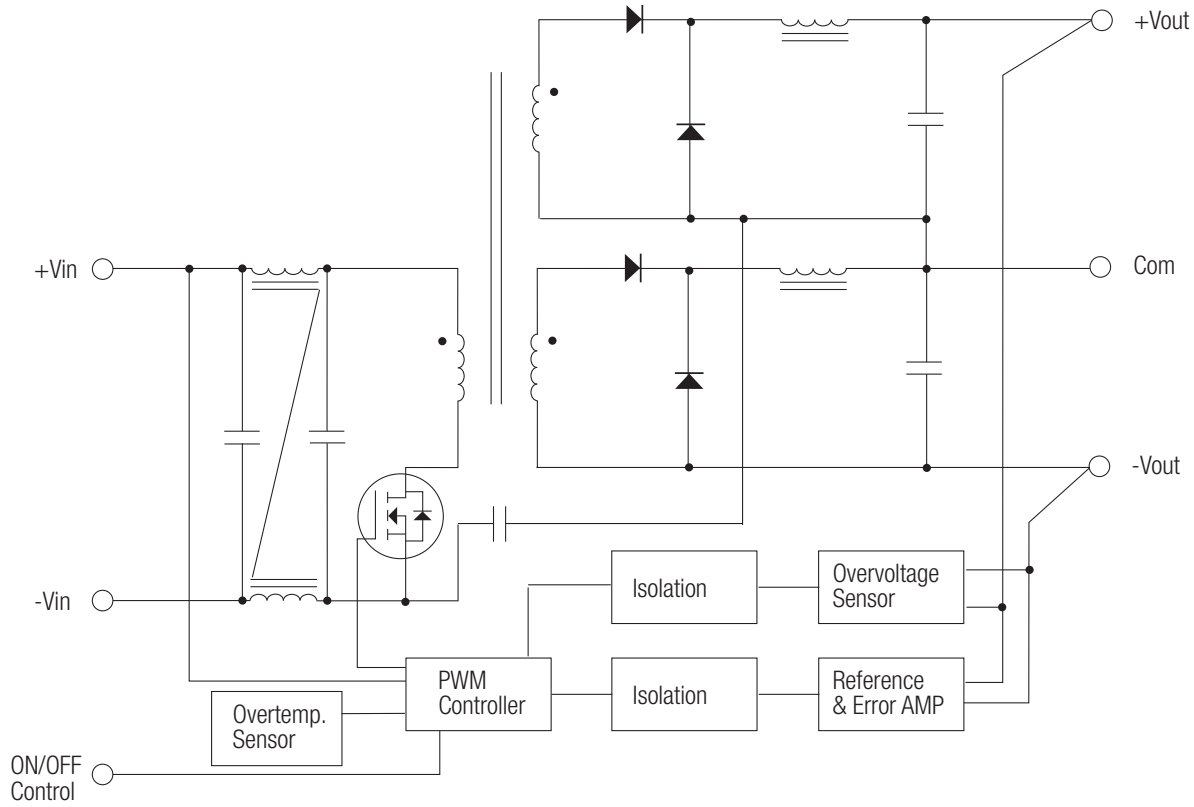 +Vout
+Vin
Com
-Vout
-Vin
Isolation
Overvoltage
Sensor
PWM
Controller
Isolation
Reference
& Error AMP
Overtemp.
Sensor
ON/OFF
Control